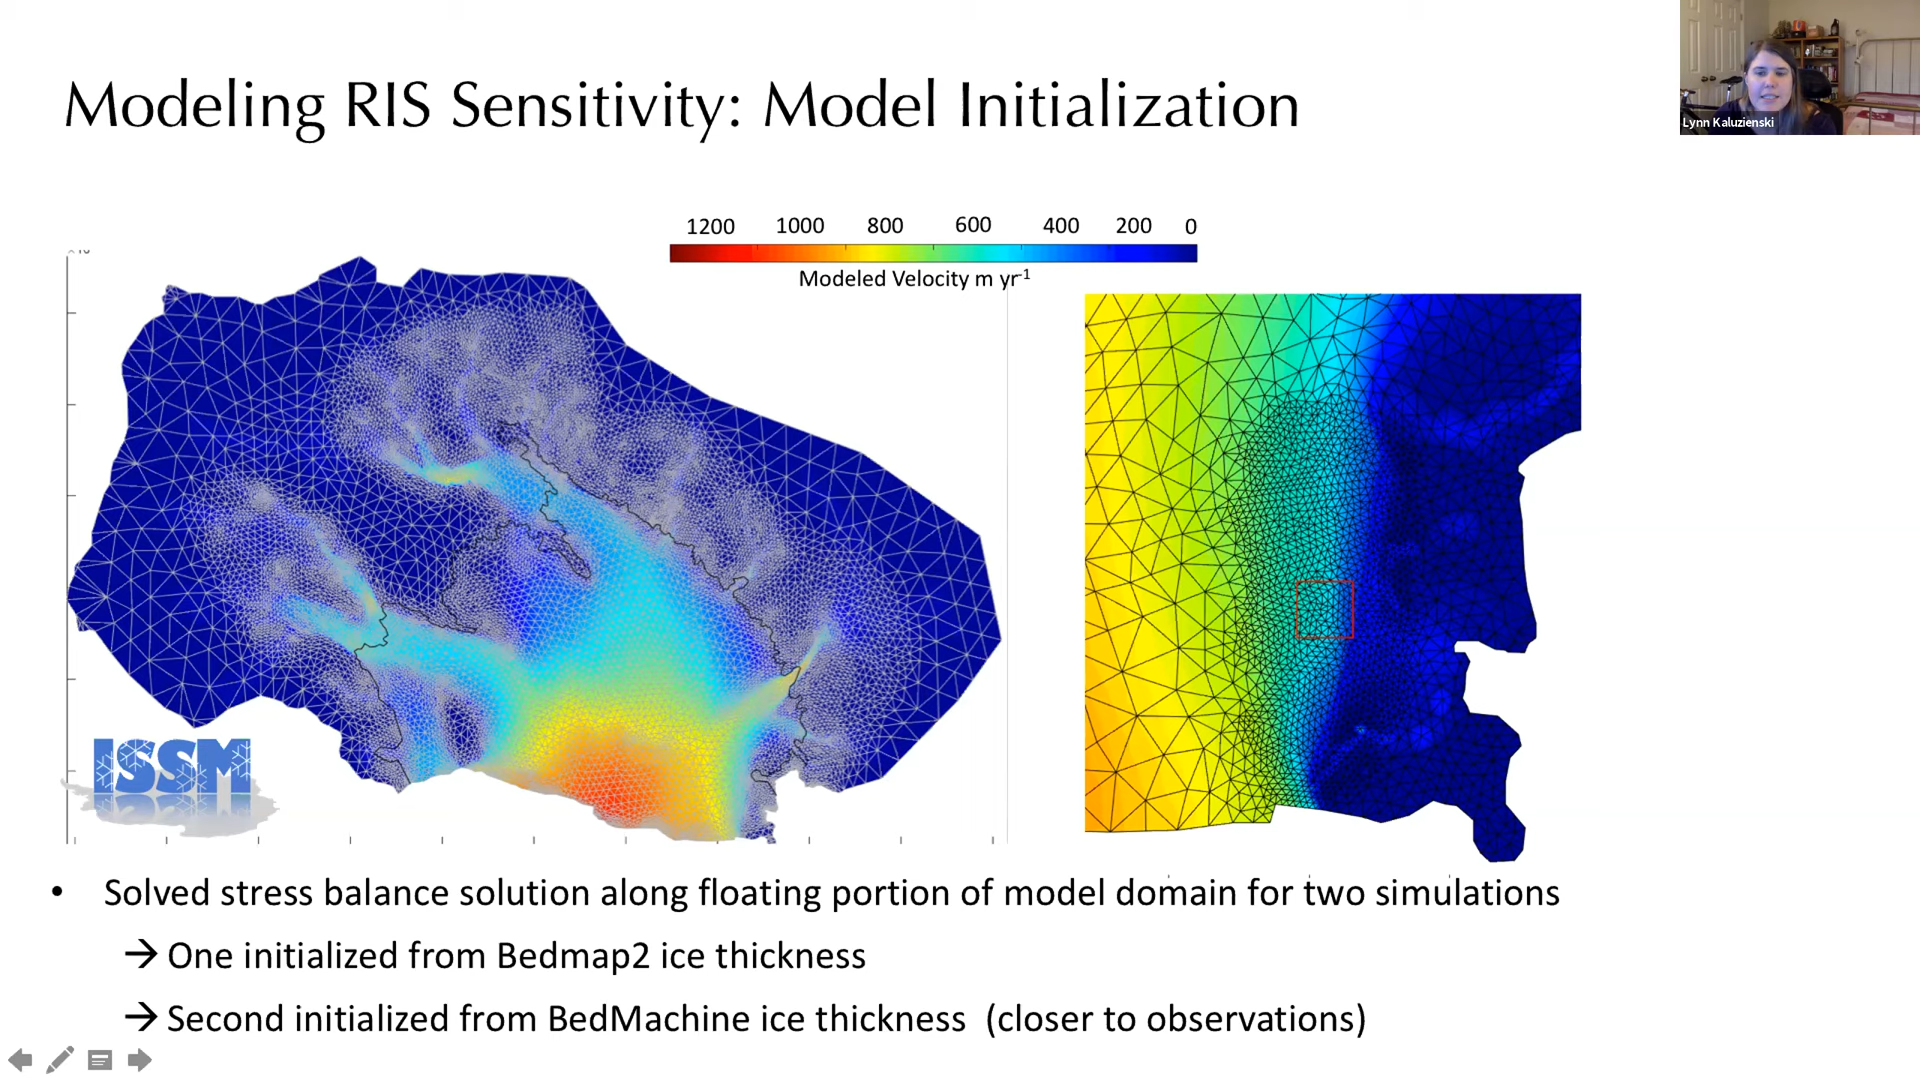 Modeling RIS Sensitivity: Model Initialization
Lynn Kaluzienski
1200 1000 800 600 400 200 0
Modeled Velocity m yr-1
ISSM
• Solved stress balance solution along floating portion of model domain for two simulations
→ One initialized from Bedmap2 ice thickness
→ Second initialized from BedMachine ice thickness (closer to observations)